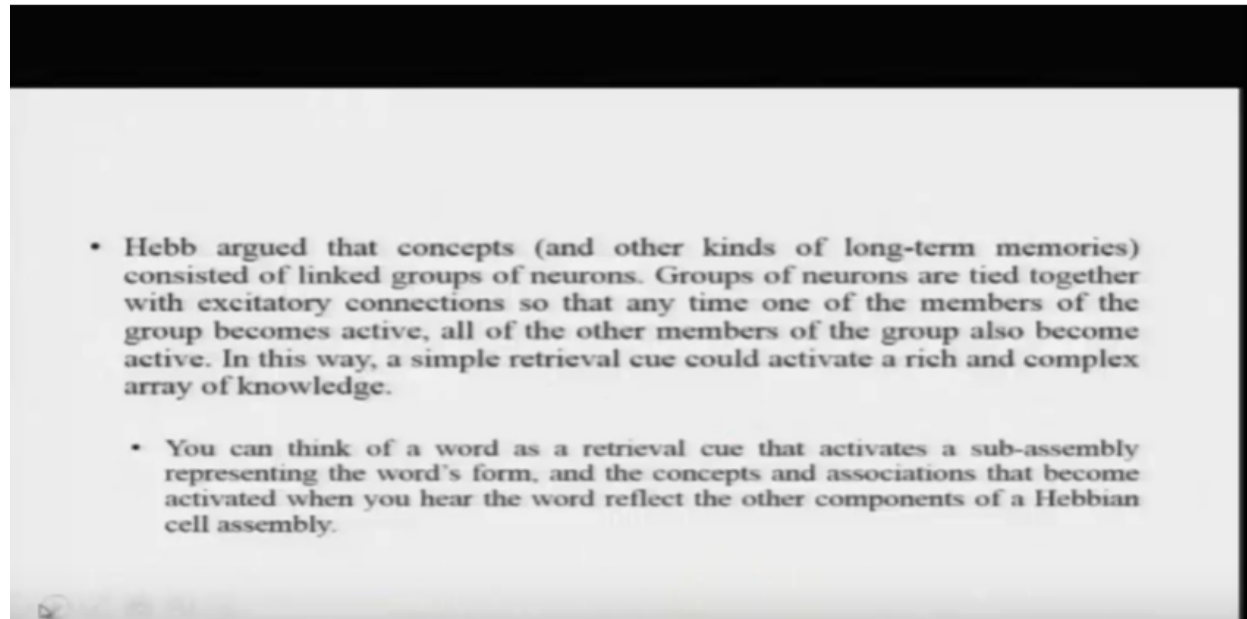 • Hebb argued that concepts (and other kinds of long-term memories)
consisted of linked groups of neurons. Groups of neurons are tied together
with excitatory connections so that any time one of the members of the
group becomes active, all of the other members of the group also become
active. In this way, a simple retrieval cue could activate a rich and complex
array of knowledge.
• You can think of a word as a retrieval cue that activates a sub-assembly
representing the word's form, and the concepts and associations that become
activated when you hear the word reflect the other components of a Hebbian
cell assembly.